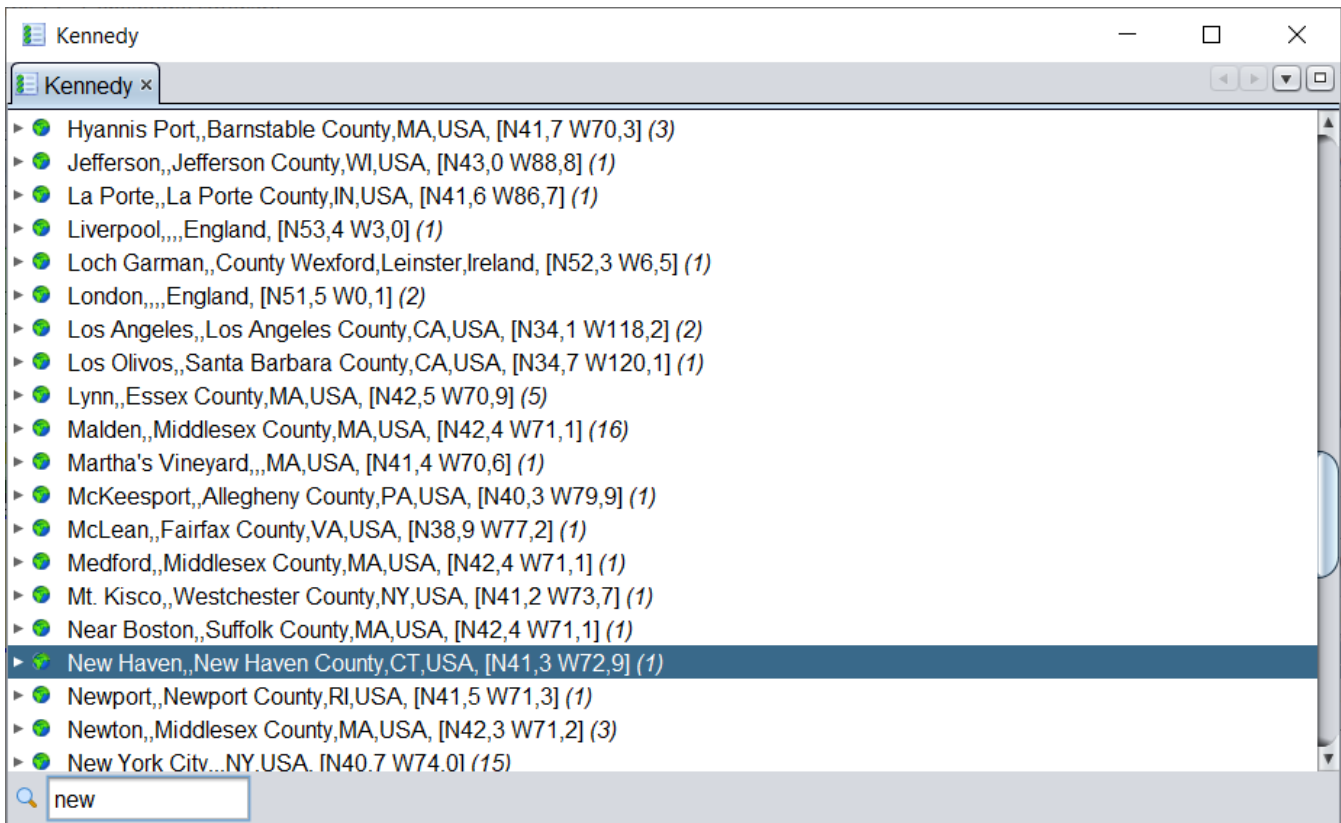 Kennedy
Kennedy ×
Hyannis Port,,Barnstable County,MA,USA, [N41,7 W70,3] (3)
Jefferson,,Jefferson County,WI,USA, [N43,0 W88,8] (1)
La Porte,,La Porte County,IN,USA, [N41,6 W86,7] (1)
Liverpool,,,,England, [N53,4 W3,0] (1)
Loch Garman,,County Wexford,Leinster,Ireland, [N52,3 W6,5] (1)
London,,,,England, [N51,5 W0,1] (2)
Los Angeles,,Los Angeles County,CA,USA, [N34,1 W118,2] (2)
Los Olivos,,Santa Barbara County,CA,USA, [N34,7 W120,1] (1)
Lynn,,Essex County,MA,USA, [N42,5 W70,9] (5)
Malden,,Middlesex County,MA,USA, [N42,4 W71,1] (16)
Martha's Vineyard,,,MA,USA, [N41,4 W70,6] (1)
McKeesport,,Allegheny County,PA,USA, [N40,3 W79,9] (1)
McLean,,Fairfax County,VA,USA, [N38,9 W77,2] (1)
Medford,,Middlesex County,MA,USA, [N42,4 W71,1] (1)
Mt. Kisco,,Westchester County,NY,USA, [N41,2 W73,7] (1)
Near Boston,,Suffolk County,MA,USA, [N42,4 W71,1] (1)
New Haven,,New Haven County,CT,USA, [N41,3 W72,9] (1)
Newport,,Newport County,RI,USA, [N41,5 W71,3] (1)
Newton,,Middlesex County,MA,USA, [N42,3 W71,2] (3)
New York City,,,NY,USA, [N40,7 W74,0] (15)
new